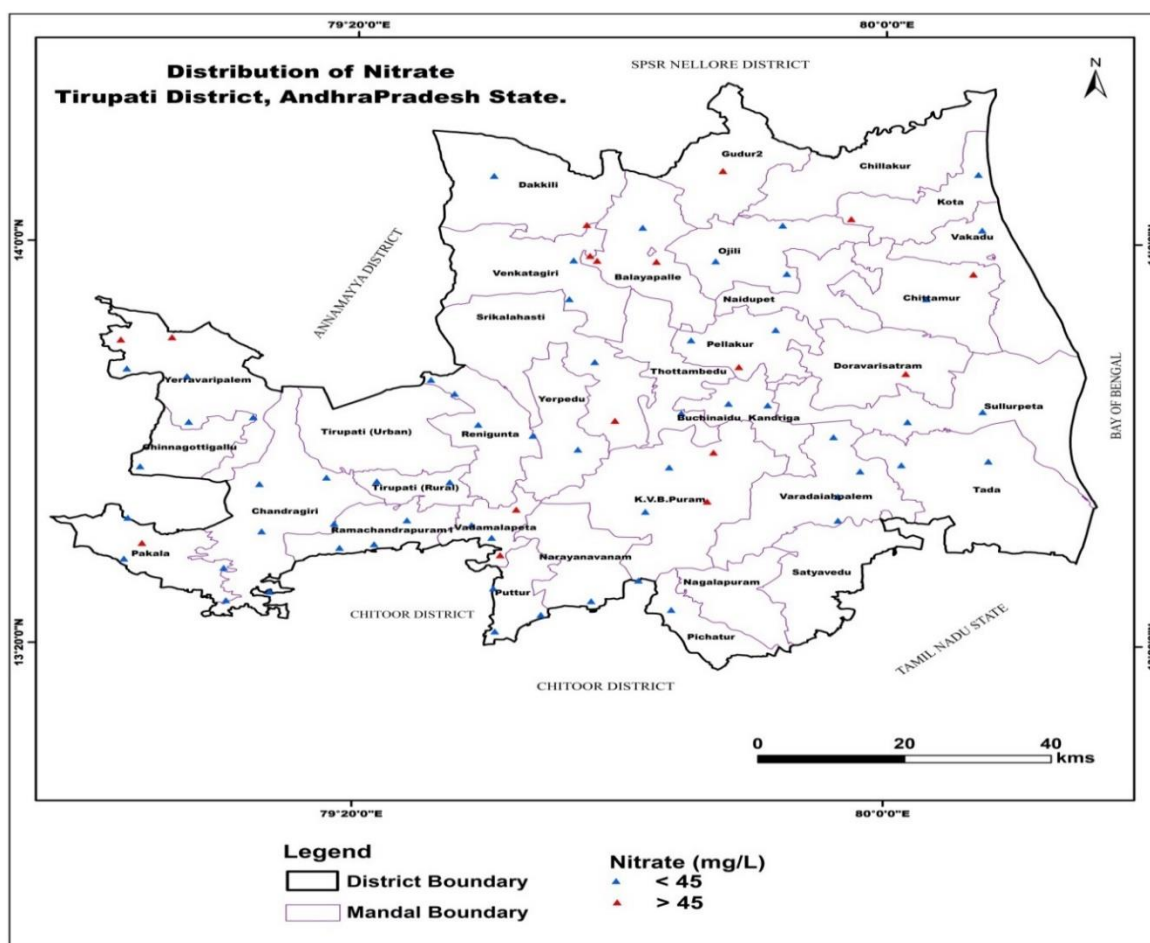 79°20'0"E 80°0'0"E
SPSR NELLORE DISTRICT
N
Distribution of Nitrate
Tirupati District, AndhraPradesh State.
Gudur2
Chillakur
Dakkili
Kota
ANNAMAYYA DISTRICT
14°0'0"N
Vakadu
Ojili
Venkatagiri
Balayapalle
Naidupet
Chittamur
Srikalahasti
Pellakur
Doravarisatram
Thottambedu
Yerravaripalem
Yerpedu
BAY OF BENGAL
Sullurpeta
Buchinaidu Kandriga
Tirupati (Urban)
Renigunta
Chinnagottigallu
Tirupati (Rural)
Tada
K.V.B.Puram
Varadaiahpalem
Chandragiri
Ramachandrapuram1
Vadamalapeta
Pakala
Narayanavanam
Satyavedu
Nagalapuram
Puttur
CHITOOR DISTRICT
Pichatur
13°20'0"N
TAMIL NADU STATE
CHITOOR DISTRICT
0 20 40
kms
79°20'0"E 80°0'0"E
Legend
District Boundary
Mandal Boundary
Nitrate (mg/L)
< 45
> 45